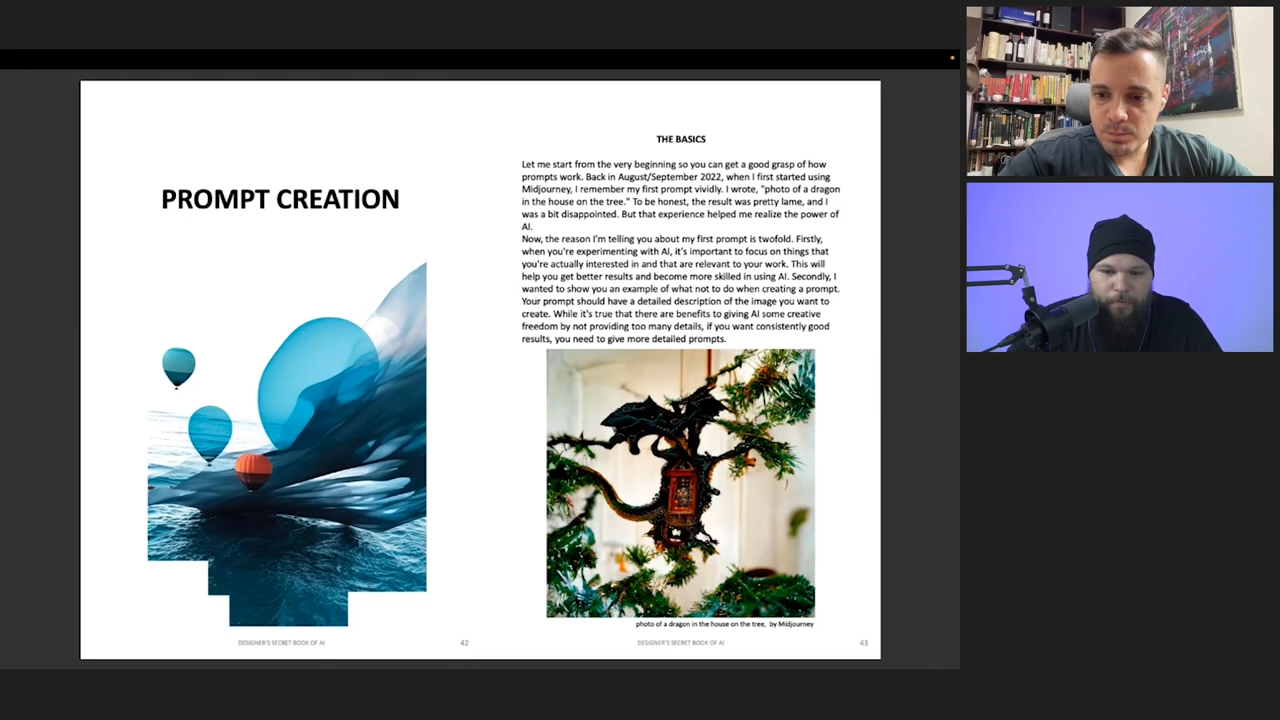 PROMPT CREATION
DESIGNER'S SECRET BOOK OF AI
42
THE BASICS
Let me start from the very beginning so you can get a good grasp of how
prompts work. Back in August/September 2022, when I first started using
Midjourney, I remember my first prompt vividly. I wrote, "photo of a dragon
in the house on the tree." To be honest, the result was pretty lame, and I
was a bit disappointed. But that experience helped me realize the power of
AI.
Now, the reason I'm telling you about my first prompt is twofold. Firstly,
when you're experimenting with AI, it's important to focus on things that
you're actually interested in and that are relevant to your work. This will
help you get better results and become more skilled in using AI. Secondly, I
wanted to show you an example of what not to do when creating a prompt.
Your prompt should have a detailed description of the image you want to
create. While it's true that there are benefits to giving AI some creative
freedom by not providing too many details, if you want consistently good
results, you need to give more detailed prompts.
photo of a dragon in the house on the tree, by Midjourney
DESIGNER'S SECRET BOOK OF AI
43